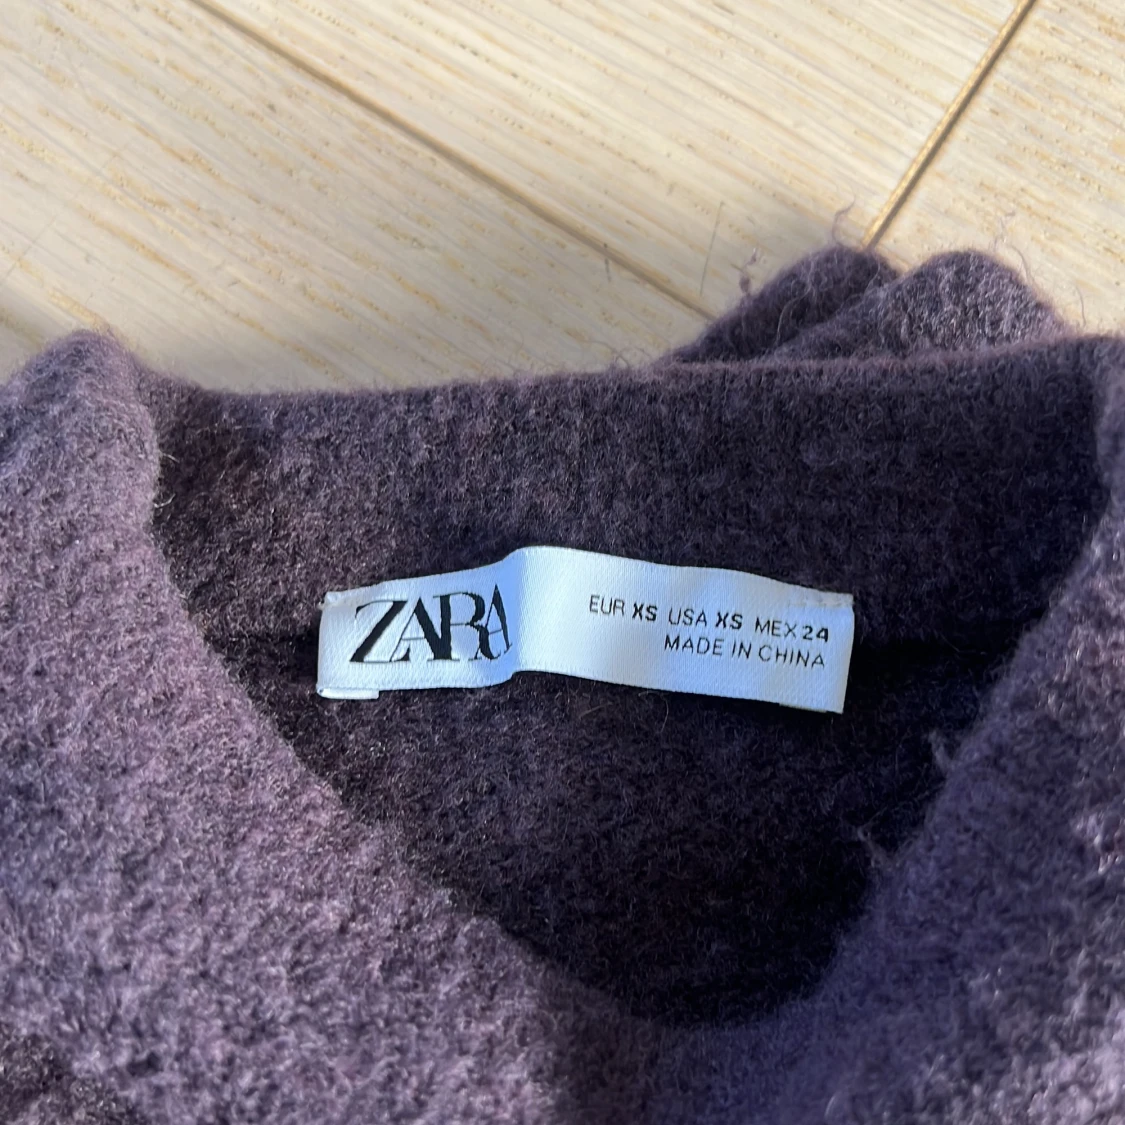 ZARA
EUR XS USA XS MEX 24
MADE IN CHINA